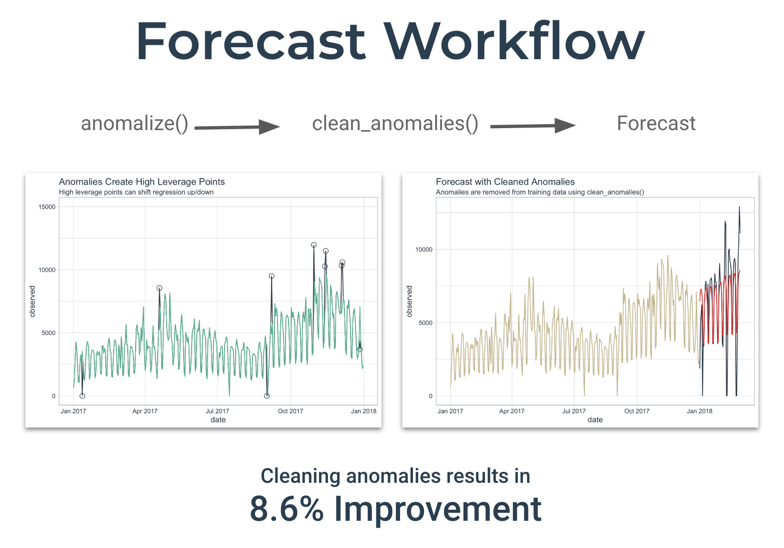 Forecast Workflow
anomalize()
clean_anomalies()
Forecast
Anomalies Create High Leverage Points
High leverage points can shift regression up/down
15000
10000
5000
0
observed
Jan 2017
Apr 2017
Jul 2017
Oct 2017
Jan 2018
date
Forecast with Cleaned Anomalies
Anomalies are removed from training data using clean_anomalies()
10000
5000
0
observed
Jan 2017
Apr 2017
Jul 2017
Oct 2017
Jan 2018
date
Cleaning anomalies results in
8.6% Improvement